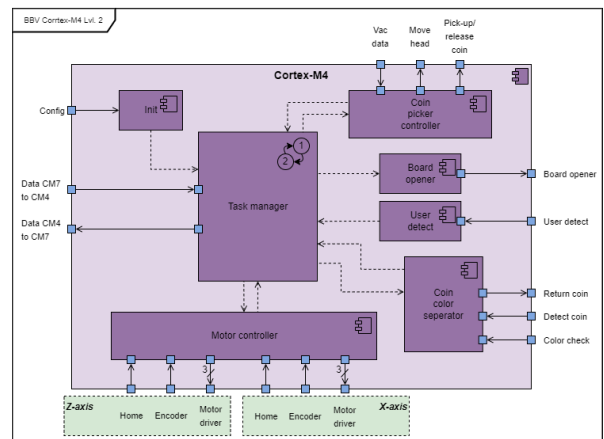 BBV Corrtex-M4 Lvl. 2
Vac
data
Move
head
Pick-up/
release
coin
Cortex-M4
Config
Init
Coin
picker
controller
1
2
Board
opener
Board opener
Data CM7
to CM4
Task manager
User
detect
User detect
Data CM4
to CM7
Coin
color
seperator
Return coin
Detect coin
Color check
Motor controller
3
3
Z-axis
Home
Encoder
Motor
driver
Home
Encoder
Motor
driver
X-axis